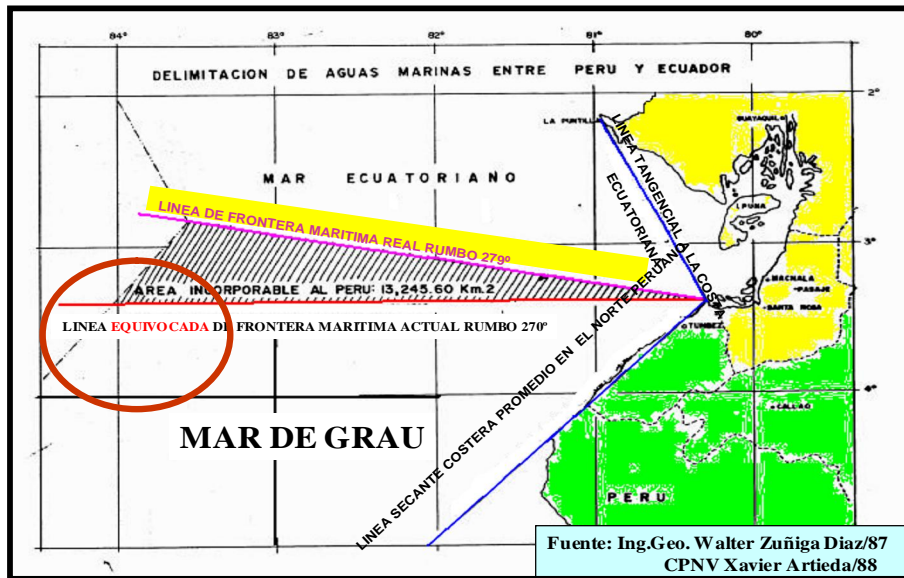 84°
83°
82°
81°
80°
DELIMITACION DE AGUAS MARINAS ENTRE PERU Y ECUADOR
2°
LA PUNTILLA
GUAYAQUIL
MAR ECUATORIANO
LINEA TANGENCIAL A LA COSTA
ECUATORIANA
I. PUNA
LINEA DE FRONTERA MARITIMA REAL RUMBO 279º
3°
MACHALA
PASAJE
AREA INCORPORABLE AL PERU: 13,245.60 Km.2
SANTA ROSA
LINEA EQUIVOCADA DE FRONTERA MARITIMA ACTUAL RUMBO 270º
TUMBEZ
LINEA SECANTE COSTERA PROMEDIO EN EL NORTE PERUANO
4°
CALLAO
MAR DE GRAU
PERU
Fuente: Ing.Geo. Walter Zuñiga Diaz/87
CPNV Xavier Artieda/88